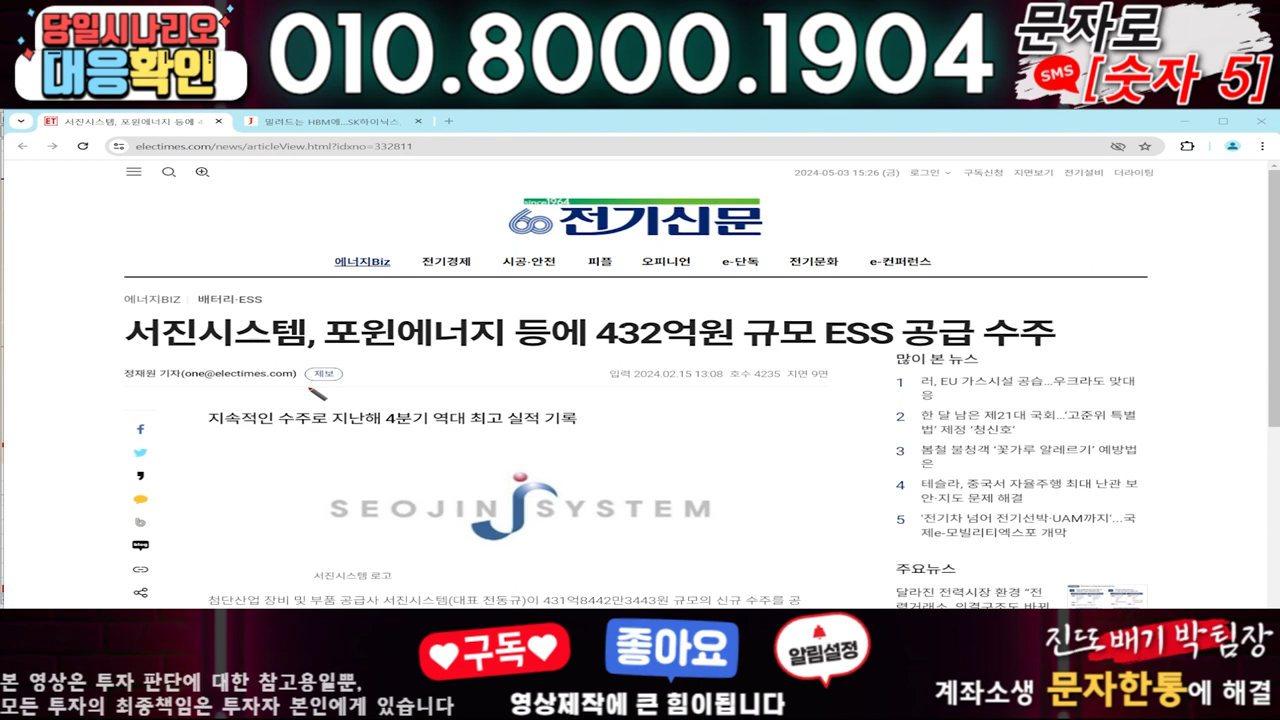 당일시나리오
대응확인
010.8000.1904
문자로
SMS
[숫자 5]
ET 서진시스템, 포윈에너지 등에 4
J 밀려드는 HBM에...SK하이닉스
electimes.com/news/articleView.html?idxno=332811
2024-05-03 15:26 (금) 로그인 구독신청 지면보기 전기설비 더라이팅
since1964
60 전기신문
에너지Biz 전기경제 시공·안전 피플 오피니언 e-단독 전기문화 e-컨퍼런스
에너지BIZ 배터리·ESS
서진시스템, 포윈에너지 등에 432억원 규모 ESS 공급 수주
정재원 기자(one@electimes.com) 제보 입력 2024.02.15 13:08 호수 4235 지면 9면
지속적인 수주로 지난해 4분기 역대 최고 실적 기록
SEOJIN SYSTEM
서진시스템 로고
첨단산업 장비 및 부품 공급사 서진시스템(대표 전동규)이 431억8442만3443원 규모의 신규 수주를 공
blog
많이 본 뉴스
1 러, EU 가스시설 공습...우크라도 맞대
응
2 한 달 남은 제21대 국회...‘고준위 특별
법’ 제정 ‘청신호’
3 봄철 불청객 ‘꽃가루 알레르기’ 예방법
은
4 테슬라, 중국서 자율주행 최대 난관 보
안·지도 문제 해결
5 '전기차 넘어 전기선박·UAM까지'...국
제e-모빌리티엑스포 개막
주요뉴스
달라진 전력시장 환경 “전
력거래소, 의결구조도 바뀌
구독
좋아요
알림설정
영상제작에 큰 힘이됩니다
본 영상은 투자 판단에 대한 참고용일뿐,
모든 투자의 최종책임은 투자자 본인에게 있습니다
진또배기 박팀장
계좌소생 문자한통에 해결